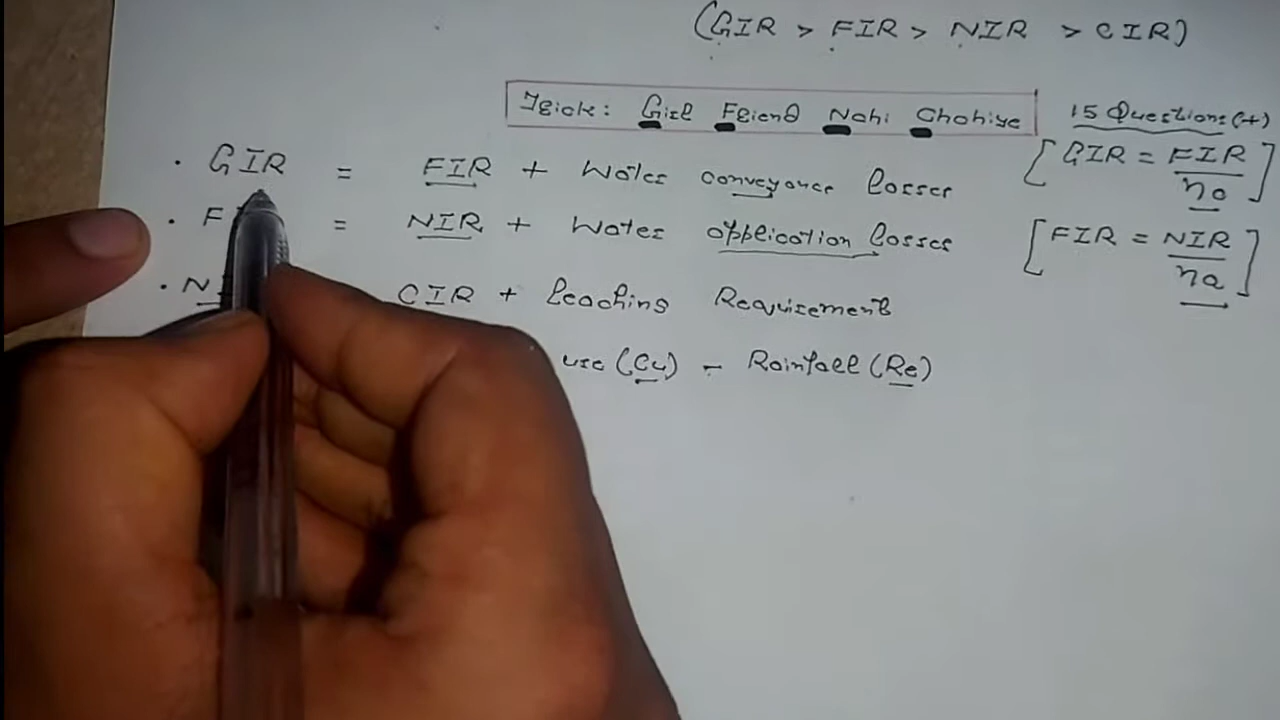 (GIR > FIR > NIR > CIR)
Trick: Girl Friend Nahi Chahiye
15 Questions (+)
. GIR = FIR + Water conveyance losses [GIR = FIR/ηc]
. F = NIR + Water application losses [FIR = NIR/ηa]
. N CIR + Leaching Requirement
use (Cu) - Rainfall (Re)